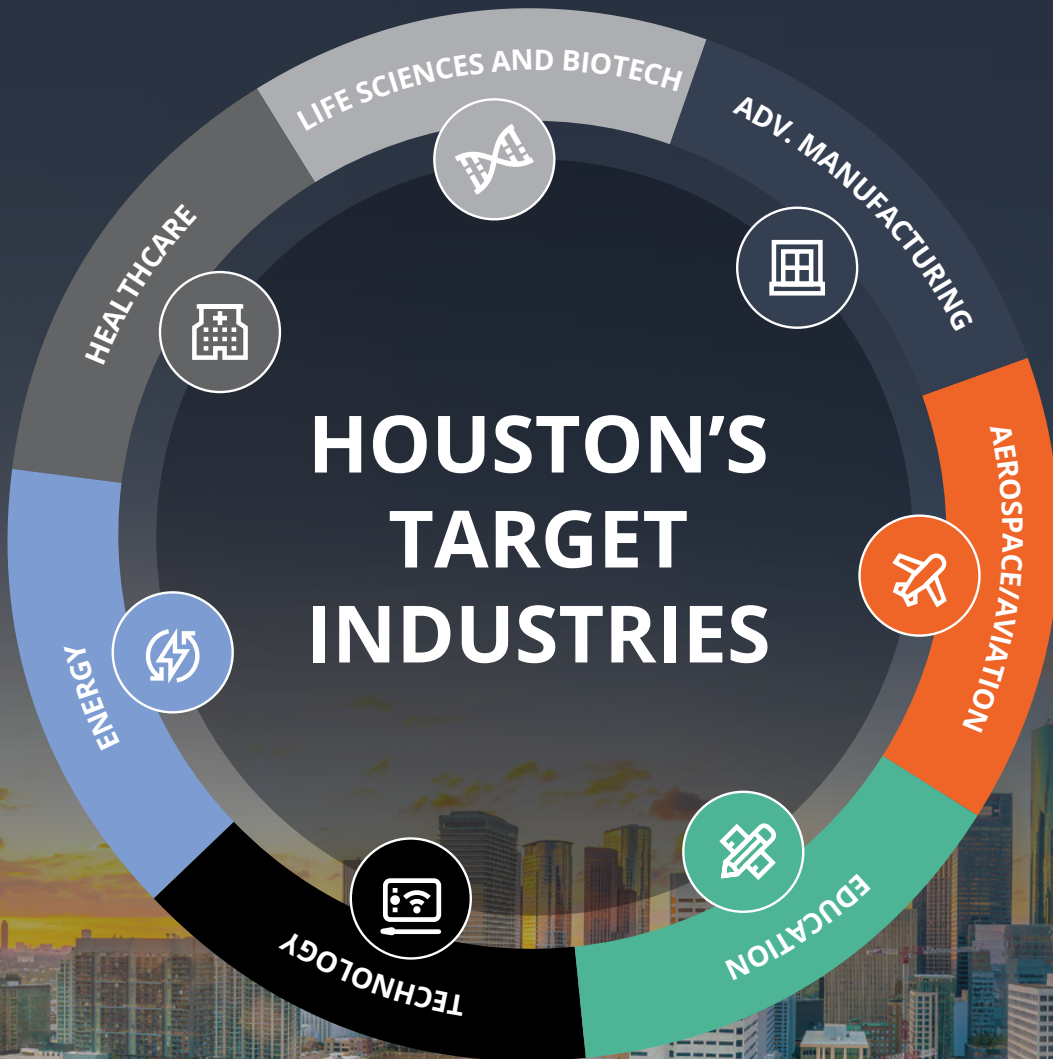 LIFE SCIENCES AND BIOTECH
ADV. MANUFACTURING
HEALTHCARE
HOUSTON’S
TARGET
INDUSTRIES
AEROSPACE/AVIATION
ENERGY
EDUCATION
TECHNOLOGY